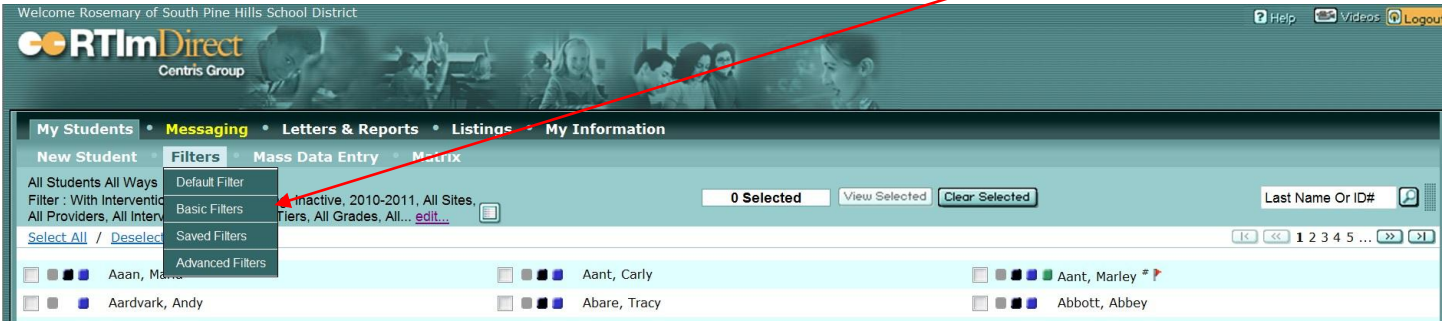 Welcome Rosemary of South Pine Hills School District
? Help Videos Logout
RTIm Direct
Centris Group
My Students • Messaging • Letters & Reports • Listings • My Information
New Student • Filters • Mass Data Entry • Matrix
All Students All Ways
Default Filter
Filter : With Interventio Inactive, 2010-2011, All Sites,
Basic Filters
All Providers, All Interv Tiers, All Grades, All... edit...
0 Selected View Selected Clear Selected Last Name Or ID#
Select All / Deselect
Saved Filters
1 2 3 4 5 ...
Advanced Filters
Aaan, Ma
Aant, Carly
Aant, Marley #
Aardvark, Andy
Abare, Tracy
Abbott, Abbey